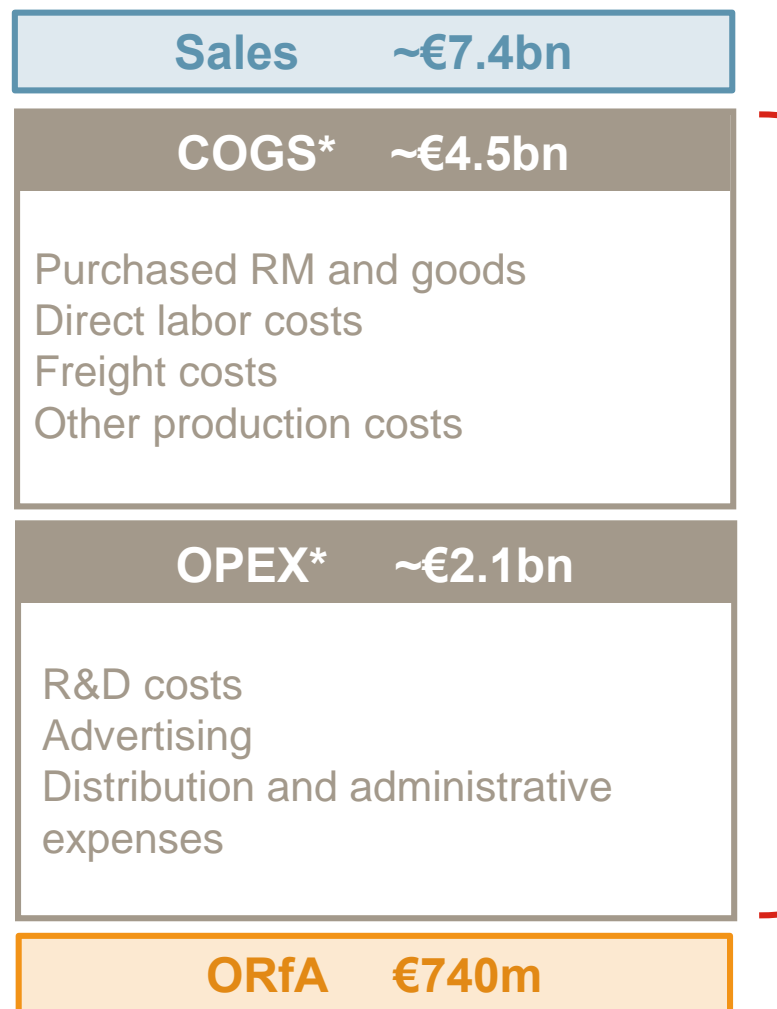 Sales ~€7.4bn
COGS* ~€4.5bn
Purchased RM and goods
Direct labor costs
Freight costs
Other production costs
OPEX* ~€2.1bn
R&D costs
Advertising
Distribution and administrative
expenses
ORfA €740m